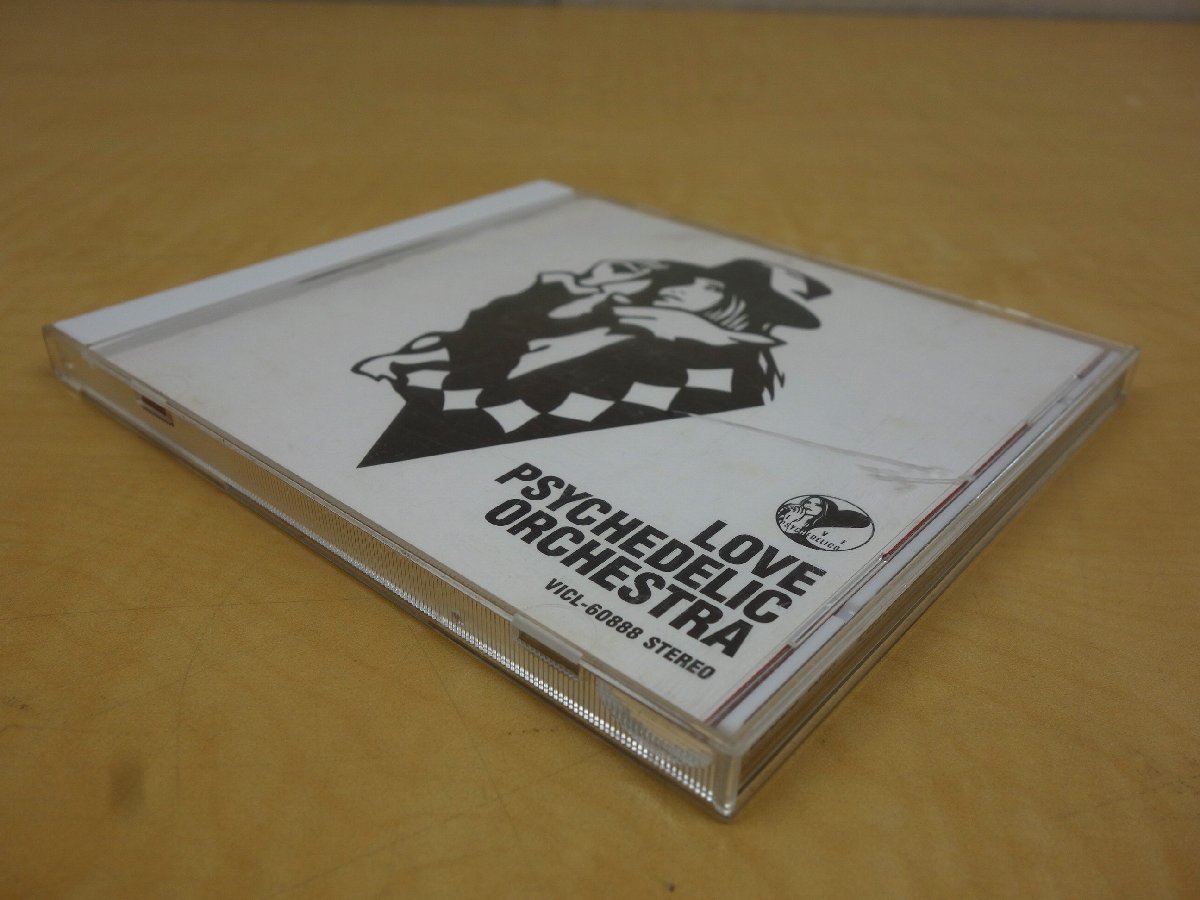 LOVE
PSYCHEDELIC
ORCHESTRA
VICL-60888 STEREO